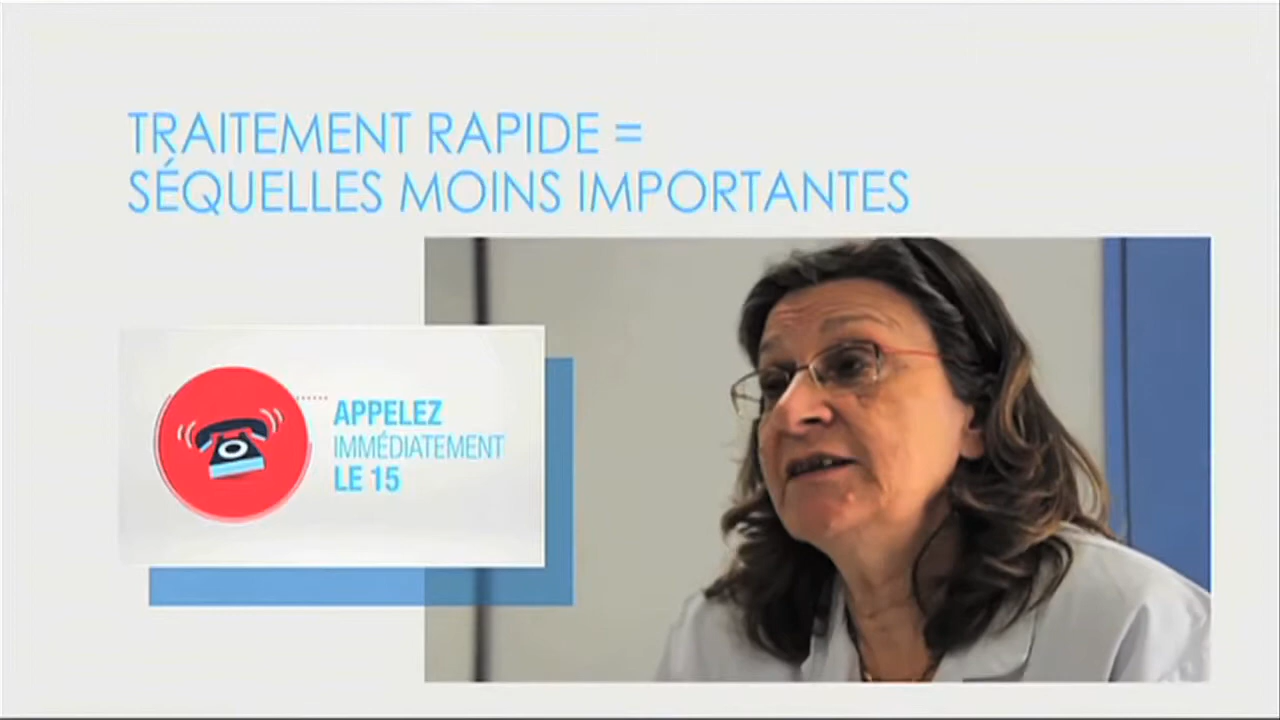 TRAITEMENT RAPIDE =
SÉQUELLES MOINS IMPORTANTES
APPELEZ
IMMÉDIATEMENT
LE 15